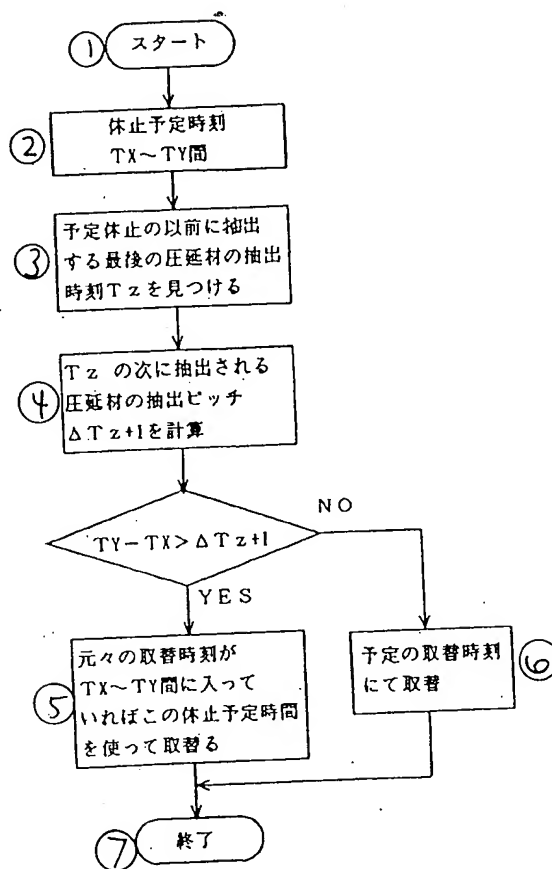 ① スタート
② 休止予定時刻
TX〜TY間
③ 予定休止の以前に抽出
する最後の圧延材の抽出
時刻Tzを見つける
④ Tzの次に抽出される
圧延材の抽出ピッチ
ΔTz+1を計算
TY−TX>ΔTz+1
NO
YES
⑤ 元々の取替時刻が
TX〜TY間に入って
いればこの休止予定時間
を使って取替る
⑥ 予定の取替時刻
にて取替
⑦ 終了